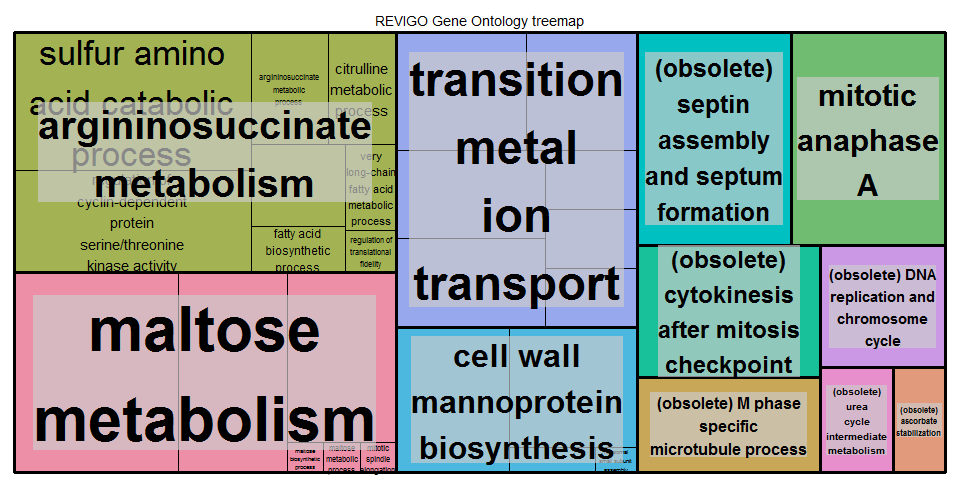 REVIGO Gene Ontology treemap
sulfur amino
acid catabolic
process
argininosuccinate
metabolism
argininosuccinate
metabolic
process
citrulline
metabolic
process
cyclin-dependent
protein
serine/threonine
kinase activity
very
long-chain
fatty acid
metabolic
process
fatty acid
biosynthetic
process
regulation of
translational
fidelity
maltose
metabolism
maltose
biosynthetic
process
maltose
metabolic
process
mitotic
spindle
elongation
transition
metal
ion
transport
cell wall
mannoprotein
biosynthesis
subunit
assembly
(obsolete)
septin
assembly
and septum
formation
mitotic
anaphase
A
(obsolete)
cytokinesis
after mitosis
checkpoint
(obsolete) DNA
replication and
chromosome
cycle
(obsolete) M phase
specific
microtubule process
(obsolete)
urea
cycle
intermediate
metabolism
(obsolete)
ascorbate
stabilization